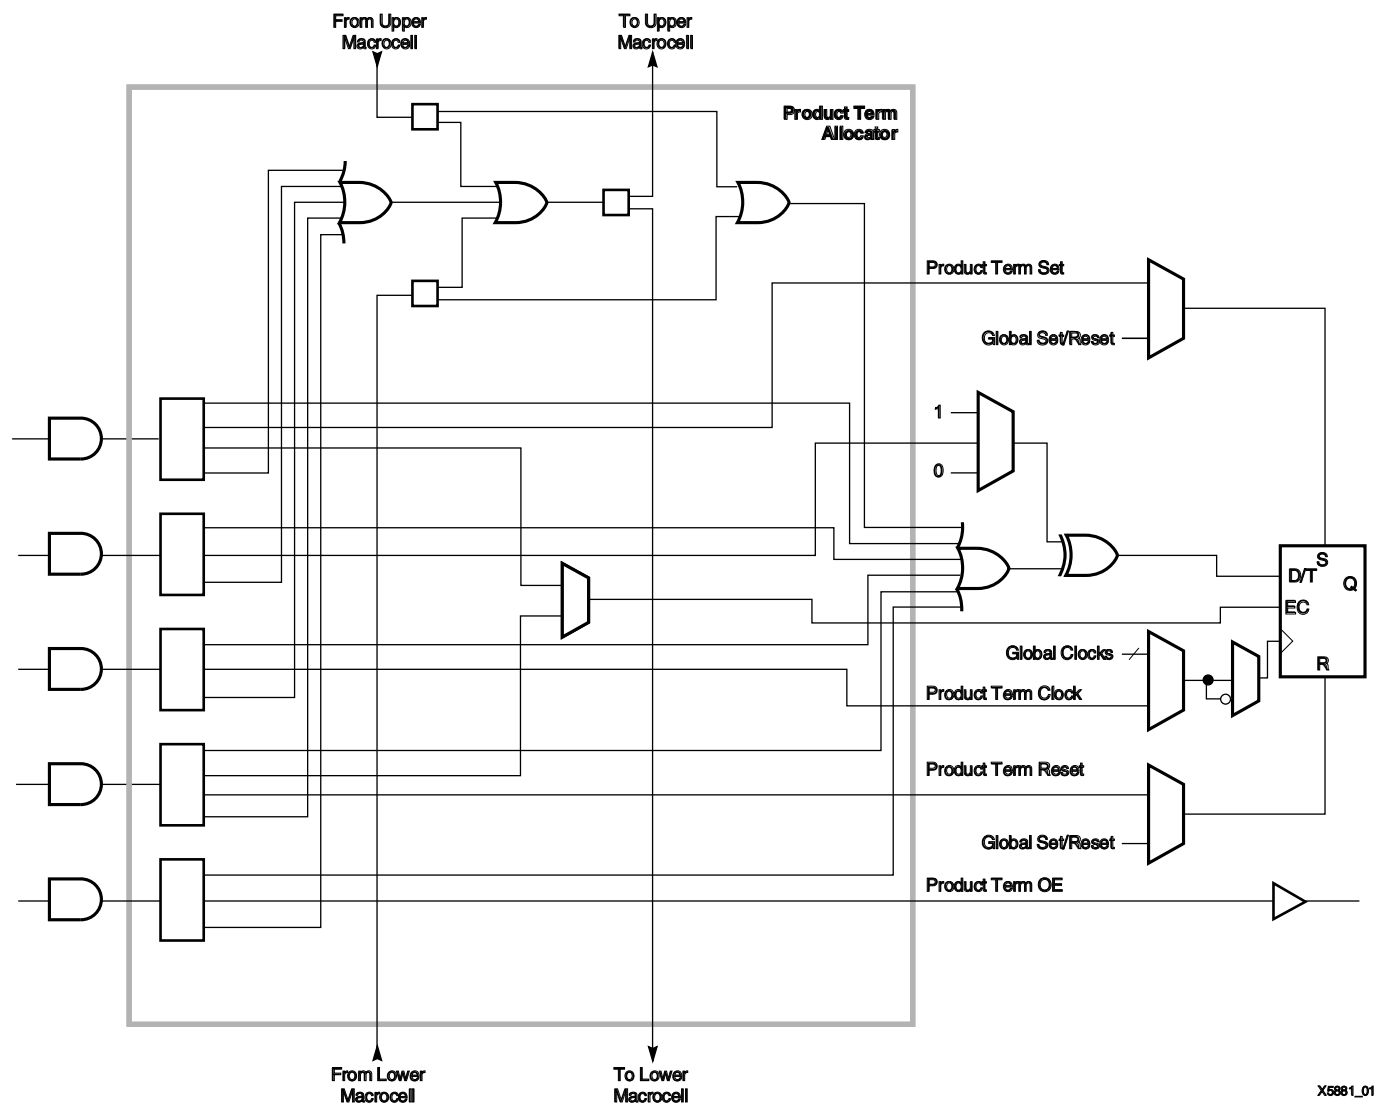 From Upper
Macrocell
To Upper
Macrocell
Product Term
Allocator
Product Term Set
Global Set/Reset
1
0
S
D/T
Q
EC
R
Global Clocks
Product Term Clock
Product Term Reset
Global Set/Reset
Product Term OE
From Lower
Macrocell
To Lower
Macrocell
X5881_01